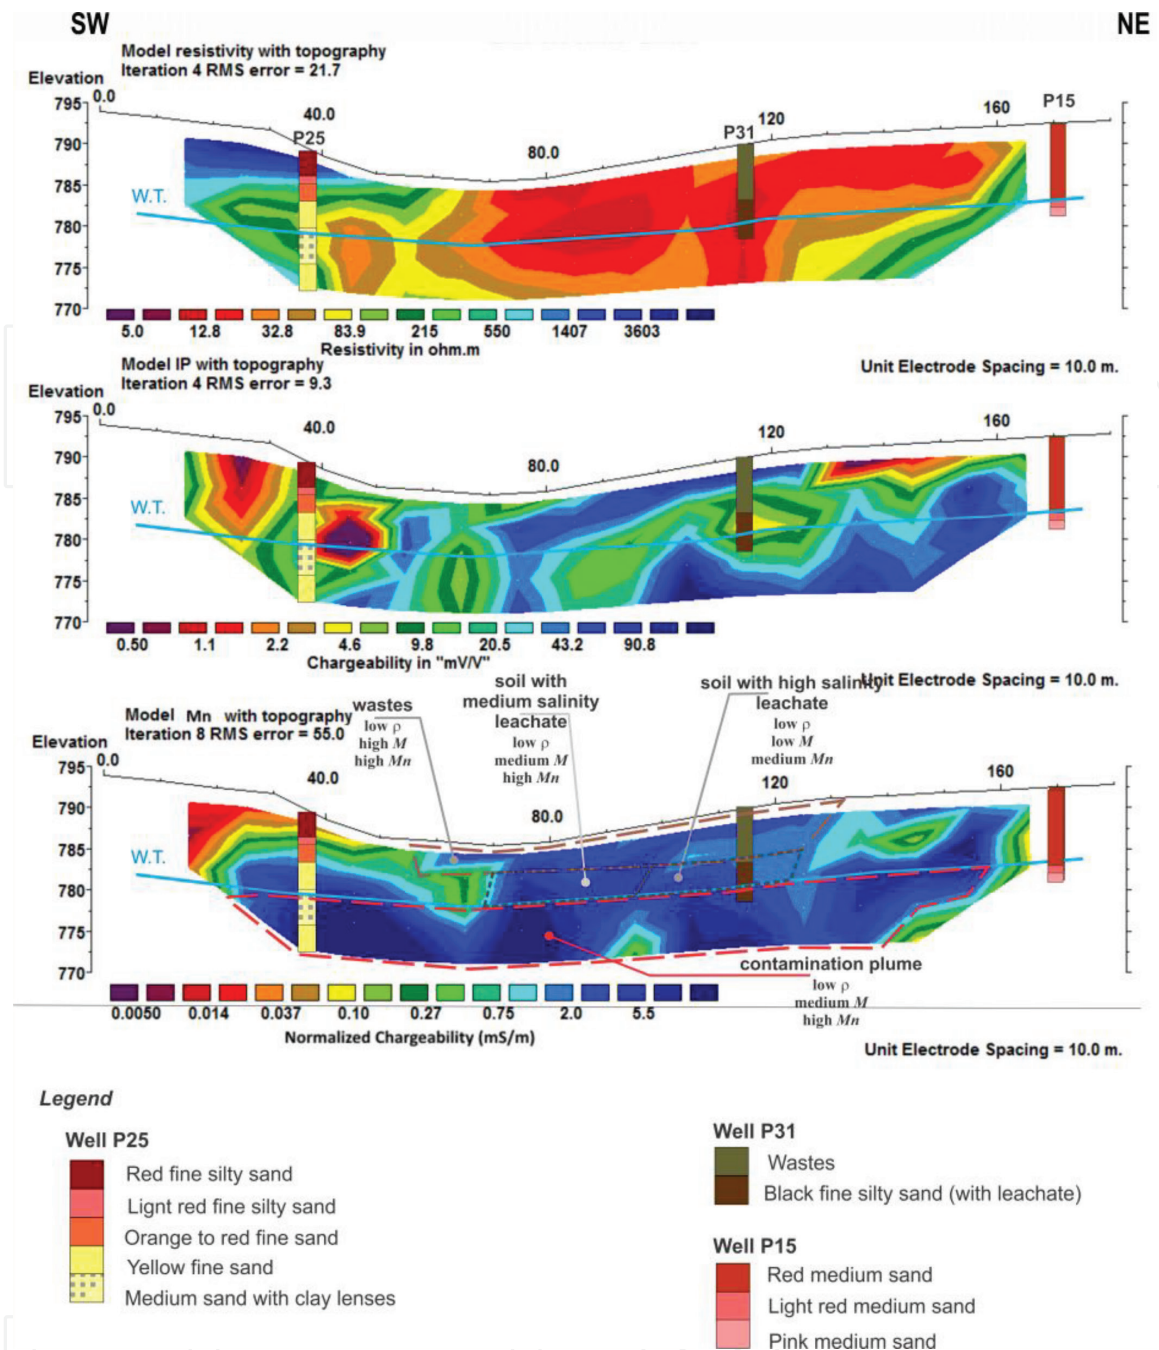 SW
NE
Model resistivity with topography
Iteration 4 RMS error = 21.7
Elevation
0.0
795
790
785
780
775
770
40.0
80.0
120
160
P25
P31
P15
W.T.
5.0 12.8 32.8 83.9 215 550 1407 3603
Resistivity in ohm.m
Unit Electrode Spacing = 10.0 m.
Model IP with topography
Iteration 4 RMS error = 9.3
Elevation
0.0
795
790
785
780
775
770
40.0
80.0
120
160
W.T.
0.50 1.1 2.2 4.6 9.8 20.5 43.2 90.8
Chargeability in "mV/V"
Unit Electrode Spacing = 10.0 m.
Model Mn with topography
Iteration 8 RMS error = 55.0
Elevation
0.0
795
790
785
780
775
770
40.0
80.0
120
160
W.T.
wastes
low ρ
high M
high Mn
soil with
medium salinity
leachate
low ρ
medium M
high Mn
soil with high salinity
leachate
low ρ
low M
medium Mn
contamination plume
low ρ
medium M
high Mn
0.0050 0.014 0.037 0.10 0.27 0.75 2.0 5.5
Normalized Chargeability (mS/m)
Unit Electrode Spacing = 10.0 m.
Legend
Well P25
Red fine silty sand
Lignt red fine silty sand
Orange to red fine sand
Yellow fine sand
Medium sand with clay lenses
Well P31
Wastes
Black fine silty sand (with leachate)
Well P15
Red medium sand
Light red medium sand
Pink medium sand